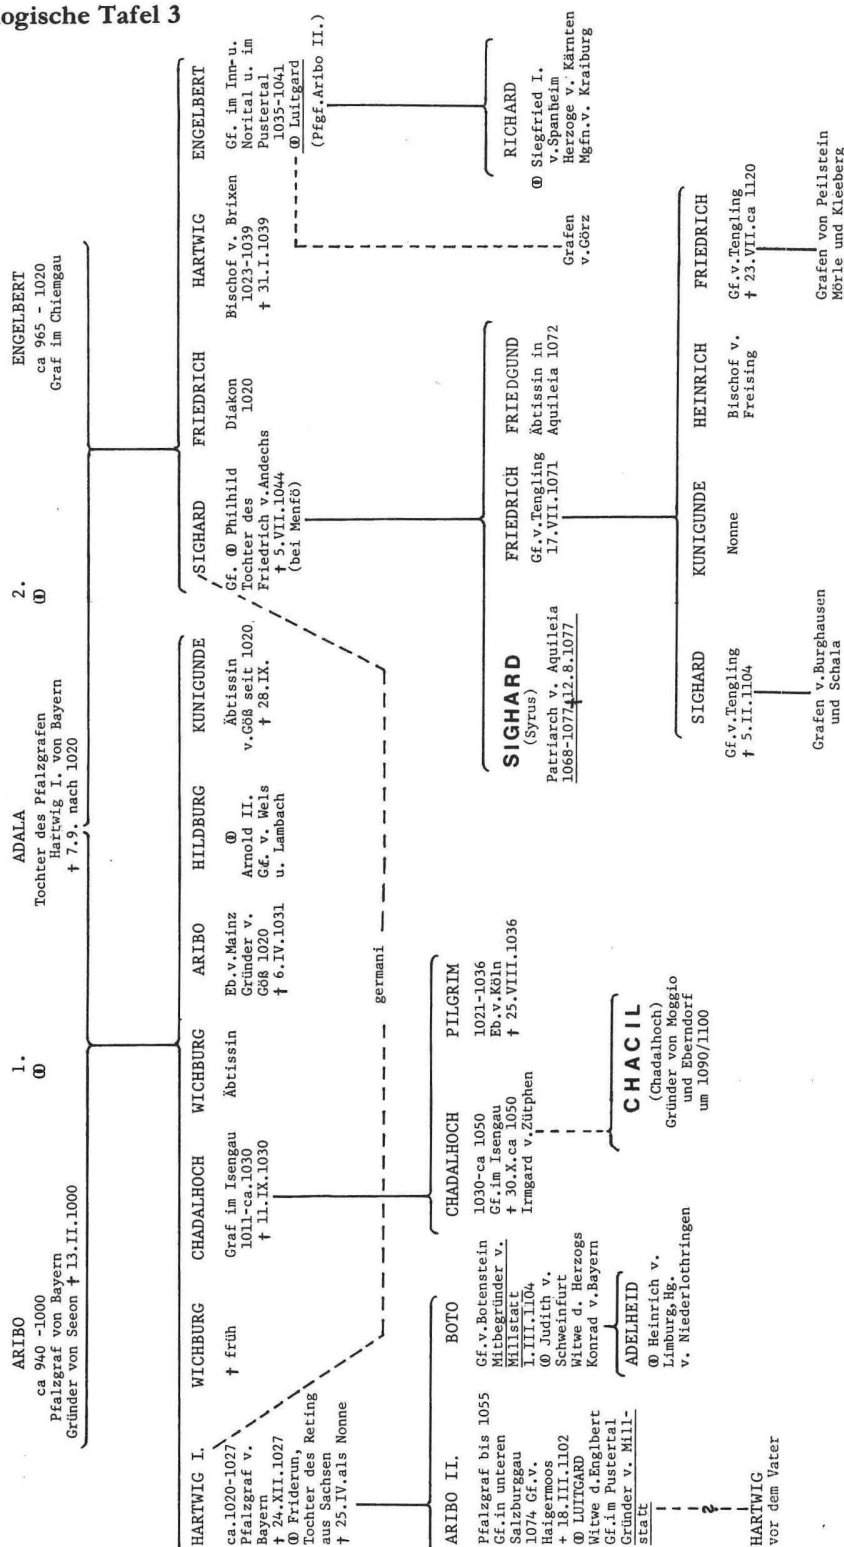 ogische Tafel 3
ARIBO
ca 940 -1000
Pfalzgraf von Bayern
Gründer von Seeon † 13.II.1000
1.
⚭
ADALA
Tochter des Pfalzgrafen
Hartwig I. von Bayern
† 7.9. nach 1020
2.
⚭
ENGELBERT
ca 965 - 1020
Graf im Chiemgau
HARTWIG I.
ca.1020-1027
Pfalzgraf v.
Bayern
† 24.XII.1027
⚭ Friderun,
Tochter des Reting
aus Sachsen
† 25.IV.als Nonne
WICHBURG
† früh
CHADALHOCH
Graf im Isengau
1011-ca.1030
† 11.IX.1030
WICHBURG
Äbtissin
ARIBO
Eb.v.Mainz
Gründer v.
Göß 1020
† 6.IV.1031
HILDBURG
⚭
Arnold II.
Gf. v. Wels
u. Lambach
KUNIGUNDE
Äbtissin
v.Göß seit 1020
† 28.IX.
SIGHARD
Gf. ⚭ Philhild
Tochter des
Friedrich v.Andechs
† 5.VII.1044
(bei Menfö)
FRIEDRICH
Diakon
1020
HARTWIG
Bischof v. Brixen
1023-1039
† 31.I.1039
ENGELBERT
Gf. im Inn-u.
Norital u. im
Pustertal
1035-1041
⚭ Luitgard
(Pfgf.Aribo II.)
germani
ARIBO II.
Pfalzgraf bis 1055
Gf.in unteren
Salzburggau
1074 Gf.v.
Haigermoos
+ 18.III.1102
⚭ LUITGARD
Witwe d.Englbert
Gf.im Pustertal
Gründer v. Mill-
statt
BOTO
Gf.v.Botenstein
Mitbegründer v.
Millstatt
1.III.1104
⚭ Judith v.
Schweinfurt
Witwe d. Herzogs
Konrad v.Bayern
CHADALHOCH
1030-ca 1050
Gf.im Isengau
+ 30.X.ca 1050
Irmgard v.Zütphen
PILGRIM
1021-1036
Eb.v.Köln
† 25.VIII.1036
SIGHARD
(Syrus)
Patriarch v. Aquileia
1068-1077 † 12.8.1077
FRIEDRICH
Gf.v.Tengling
17.VII.1071
FRIEDGUND
Äbtissin in
Aquileia 1072
Grafen
v.Görz
RICHARD
⚭ Siegfried I.
v.Spanheim
Herzoge v. Kärnten
Mgfn.v. Kraiburg
ADELHEID
⚭ Heinrich v.
Limburg,Hg.
v. Niederlothringen
CHACIL
(Chadalhoch)
Gründer von Moggio
und Eberndorf
um 1090/1100
?
HARTWIG
vor dem Vater
SIGHARD
Gf.v.Tengling
† 5.II.1104
KUNIGUNDE
Nonne
HEINRICH
Bischof v.
Freising
FRIEDRICH
Gf.v.Tengling
† 23.VII.ca 1120
Grafen v.Burghausen
und Schala
Grafen von Peilstein
Mörle und Kleeberg